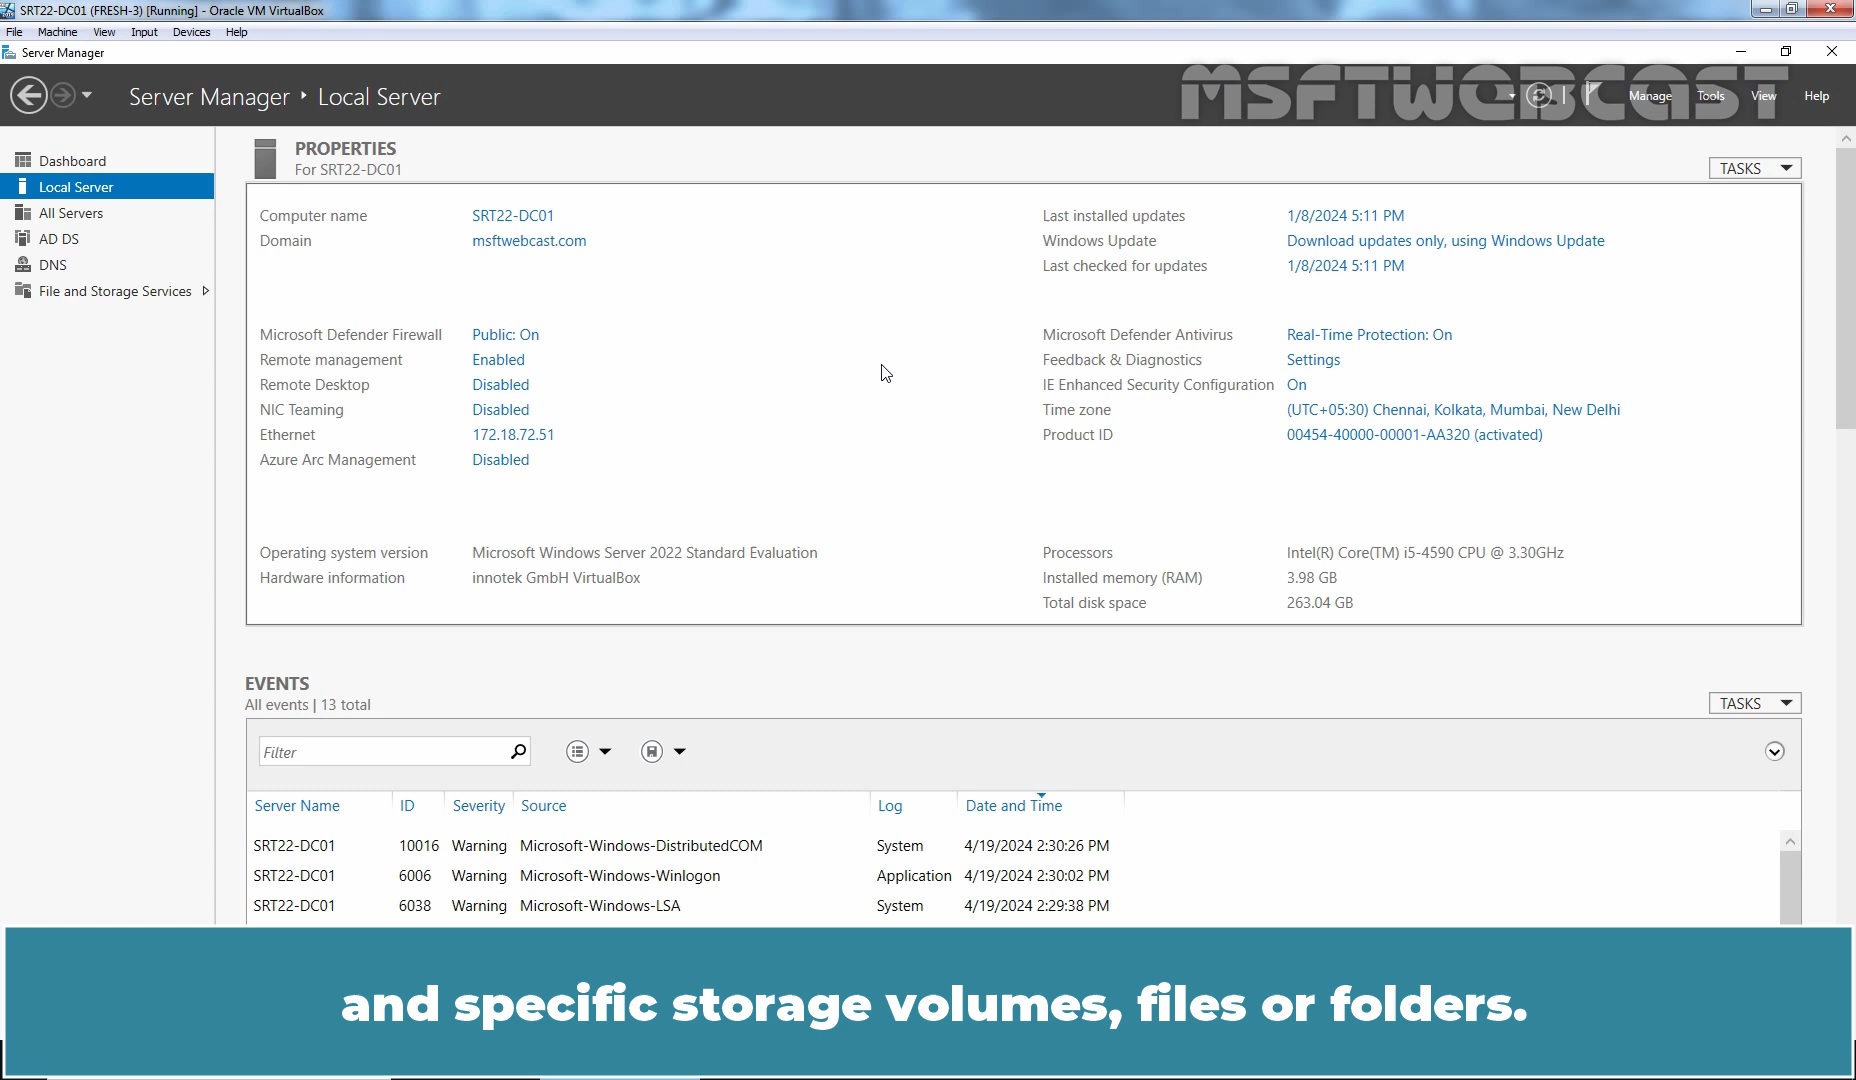 SRT22-DC01 (FRESH-3) [Running] - Oracle VM VirtualBox
File Machine View Input Devices Help
Server Manager
Server Manager Local Server
MSFTWEBCAST
Manage Tools View Help
Dashboard
Local Server
All Servers
AD DS
DNS
File and Storage Services
PROPERTIES
For SRT22-DC01
TASKS
Computer name SRT22-DC01
Domain msftwebcast.com
Last installed updates 1/8/2024 5:11 PM
Windows Update Download updates only, using Windows Update
Last checked for updates 1/8/2024 5:11 PM
Microsoft Defender Firewall Public: On
Remote management Enabled
Remote Desktop Disabled
NIC Teaming Disabled
Ethernet 172.18.72.51
Azure Arc Management Disabled
Microsoft Defender Antivirus Real-Time Protection: On
Feedback & Diagnostics Settings
IE Enhanced Security Configuration On
Time zone (UTC+05:30) Chennai, Kolkata, Mumbai, New Delhi
Product ID 00454-40000-00001-AA320 (activated)
Operating system version Microsoft Windows Server 2022 Standard Evaluation
Hardware information innotek GmbH VirtualBox
Processors Intel(R) Core(TM) i5-4590 CPU @ 3.30GHz
Installed memory (RAM) 3.98 GB
Total disk space 263.04 GB
EVENTS
All events | 13 total
TASKS
Filter
Server Name ID Severity Source Log Date and Time
SRT22-DC01 10016 Warning Microsoft-Windows-DistributedCOM System 4/19/2024 2:30:26 PM
SRT22-DC01 6006 Warning Microsoft-Windows-Winlogon Application 4/19/2024 2:30:02 PM
SRT22-DC01 6038 Warning Microsoft-Windows-LSA System 4/19/2024 2:29:38 PM
and specific storage volumes, files or folders.